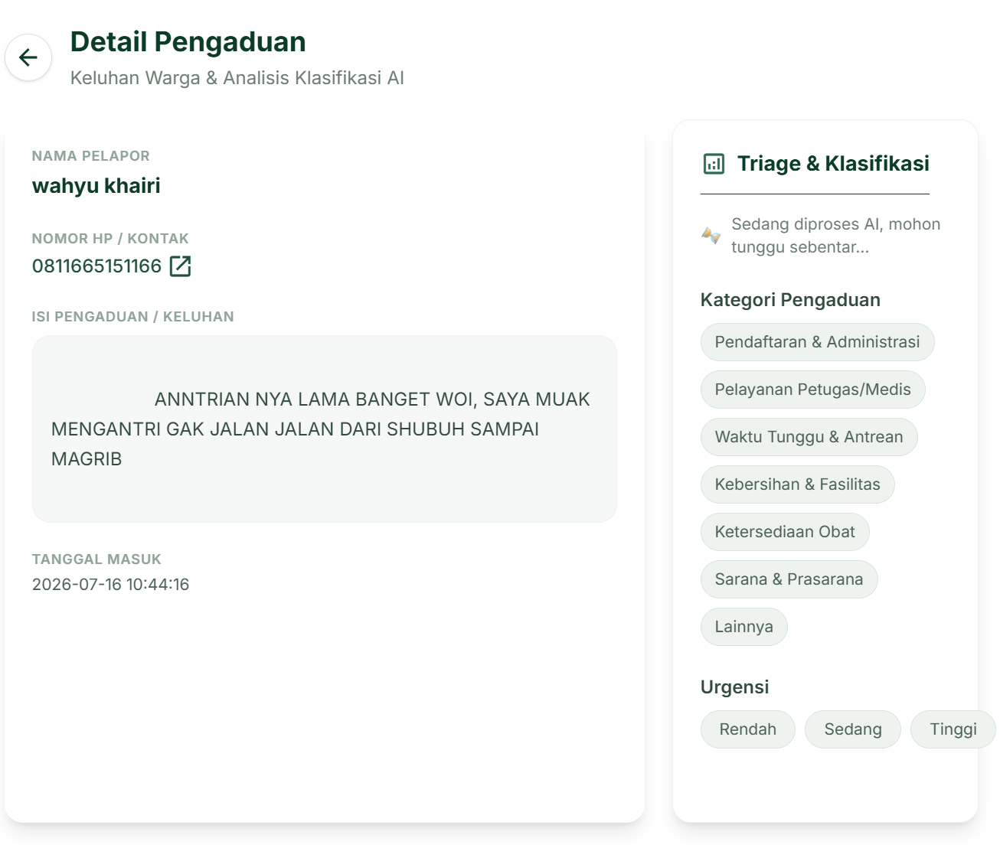 Detail Pengaduan
Keluhan Warga & Analisis Klasifikasi AI
NAMA PELAPOR
wahyu khairi
NOMOR HP / KONTAK
0811665151166
ISI PENGADUAN / KELUHAN
ANNTRIAN NYA LAMA BANGET WOI, SAYA MUAK
MENGANTRI GAK JALAN JALAN DARI SHUBUH SAMPAI
MAGRIB
TANGGAL MASUK
2026-07-16 10:44:16
Triage & Klasifikasi
Sedang diproses AI, mohon
tunggu sebentar...
Kategori Pengaduan
Pendaftaran & Administrasi
Pelayanan Petugas/Medis
Waktu Tunggu & Antrean
Kebersihan & Fasilitas
Ketersediaan Obat
Sarana & Prasarana
Lainnya
Urgensi
Rendah Sedang Tinggi